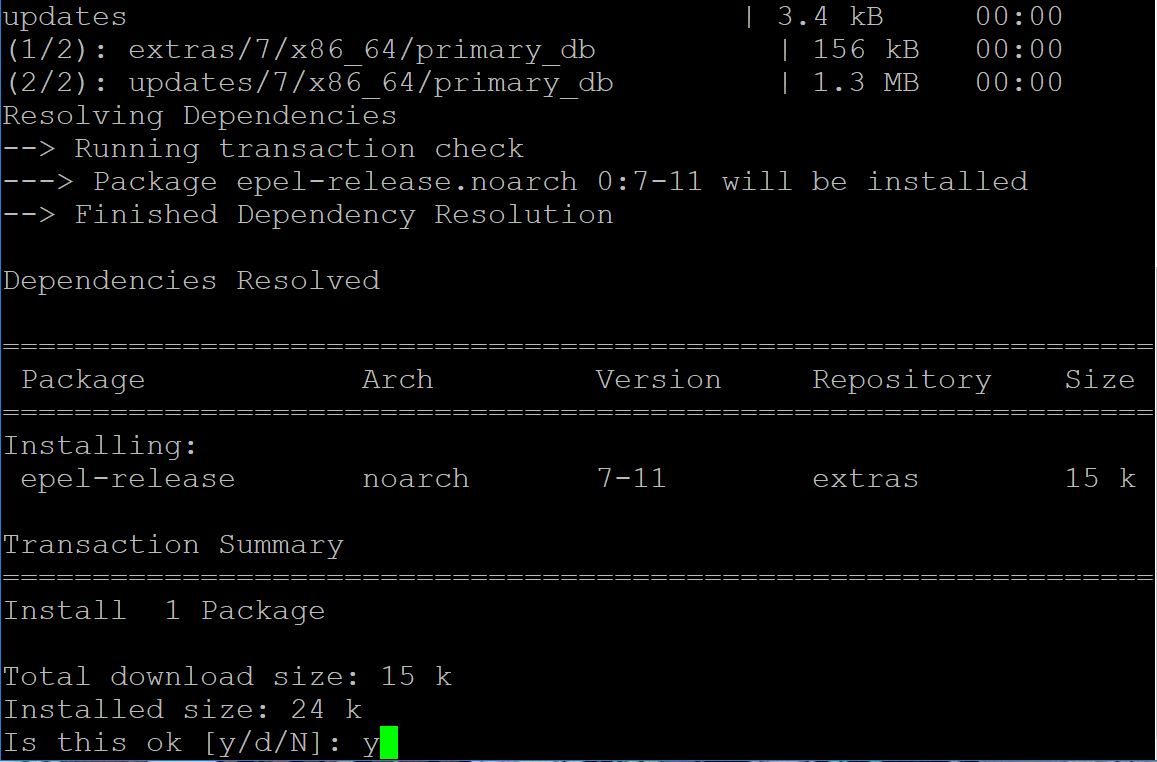 updates | 3.4 kB 00:00
(1/2): extras/7/x86_64/primary_db | 156 kB 00:00
(2/2): updates/7/x86_64/primary_db | 1.3 MB 00:00
Resolving Dependencies
--> Running transaction check
---> Package epel-release.noarch 0:7-11 will be installed
--> Finished Dependency Resolution
Dependencies Resolved
================================================================
Package Arch Version Repository Size
================================================================
Installing:
epel-release noarch 7-11 extras 15 k
Transaction Summary
================================================================
Install 1 Package
Total download size: 15 k
Installed size: 24 k
Is this ok [y/d/N]: y